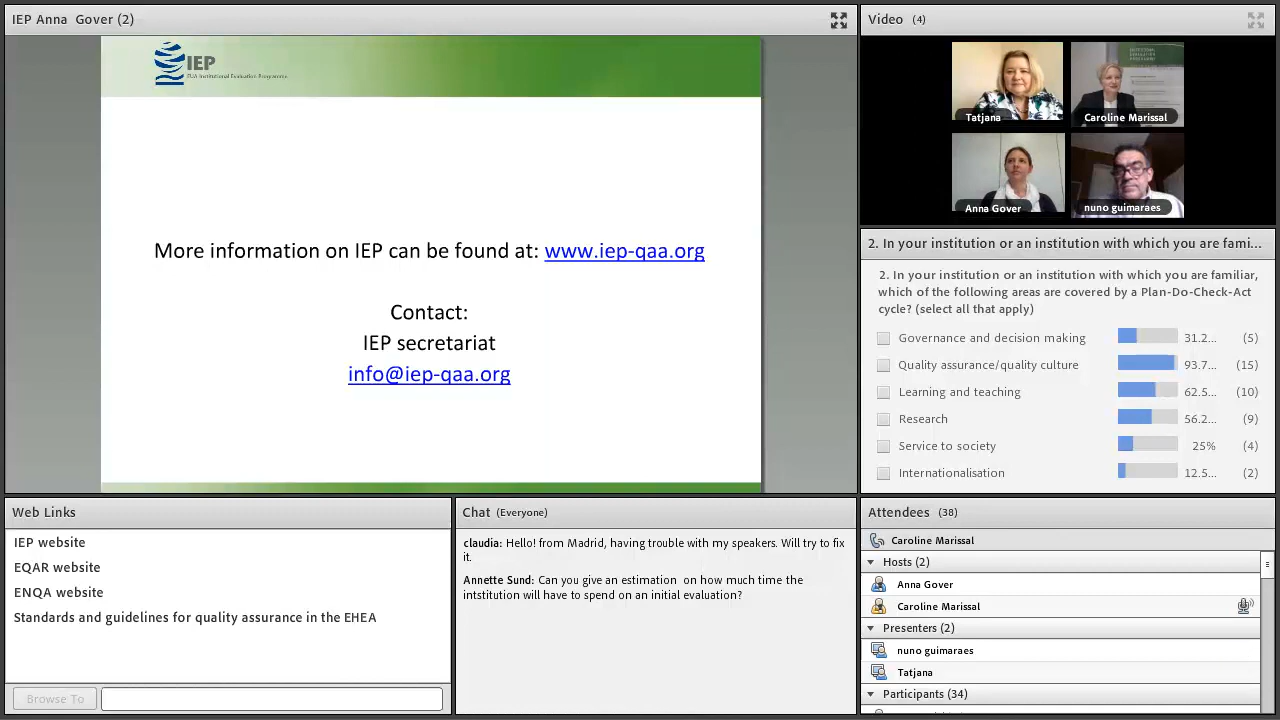 IEP Anna Gover (2)
IEP
EUA Institutional Evaluation Programme
More information on IEP can be found at: www.iep-qaa.org
Contact:
IEP secretariat
info@iep-qaa.org
Video (4)
Tatjana
Caroline Marissal
Anna Gover
nuno guimaraes
2. In your institution or an institution with which you are fami...
2. In your institution or an institution with which you are familiar,
which of the following areas are covered by a Plan-Do-Check-Act
cycle? (select all that apply)
Governance and decision making 31.2... (5)
Quality assurance/quality culture 93.7... (15)
Learning and teaching 62.5... (10)
Research 56.2... (9)
Service to society 25% (4)
Internationalisation 12.5... (2)
Web Links
IEP website
EQAR website
ENQA website
Standards and guidelines for quality assurance in the EHEA
Browse To
Chat (Everyone)
claudia: Hello! from Madrid, having trouble with my speakers. Will try to fix
it.
Annette Sund: Can you give an estimation on how much time the
intstitution will have to spend on an initial evaluation?
Attendees (38)
Caroline Marissal
Hosts (2)
Anna Gover
Caroline Marissal
Presenters (2)
nuno guimaraes
Tatjana
Participants (34)